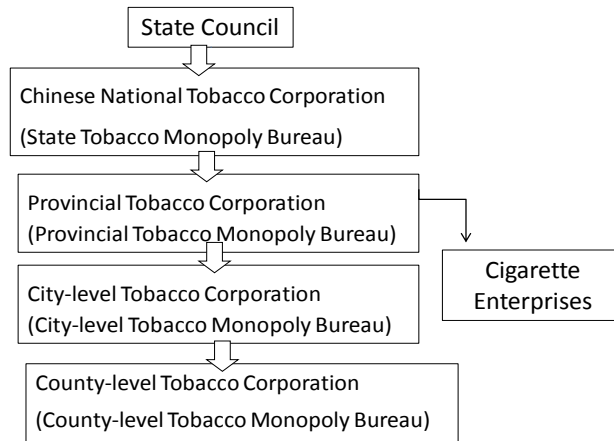 State Council
Chinese National Tobacco Corporation
(State Tobacco Monopoly Bureau)
Provincial Tobacco Corporation
(Provincial Tobacco Monopoly Bureau)
Cigarette
Enterprises
City-level Tobacco Corporation
(City-level Tobacco Monopoly Bureau)
County-level Tobacco Corporation
(County-level Tobacco Monopoly Bureau)